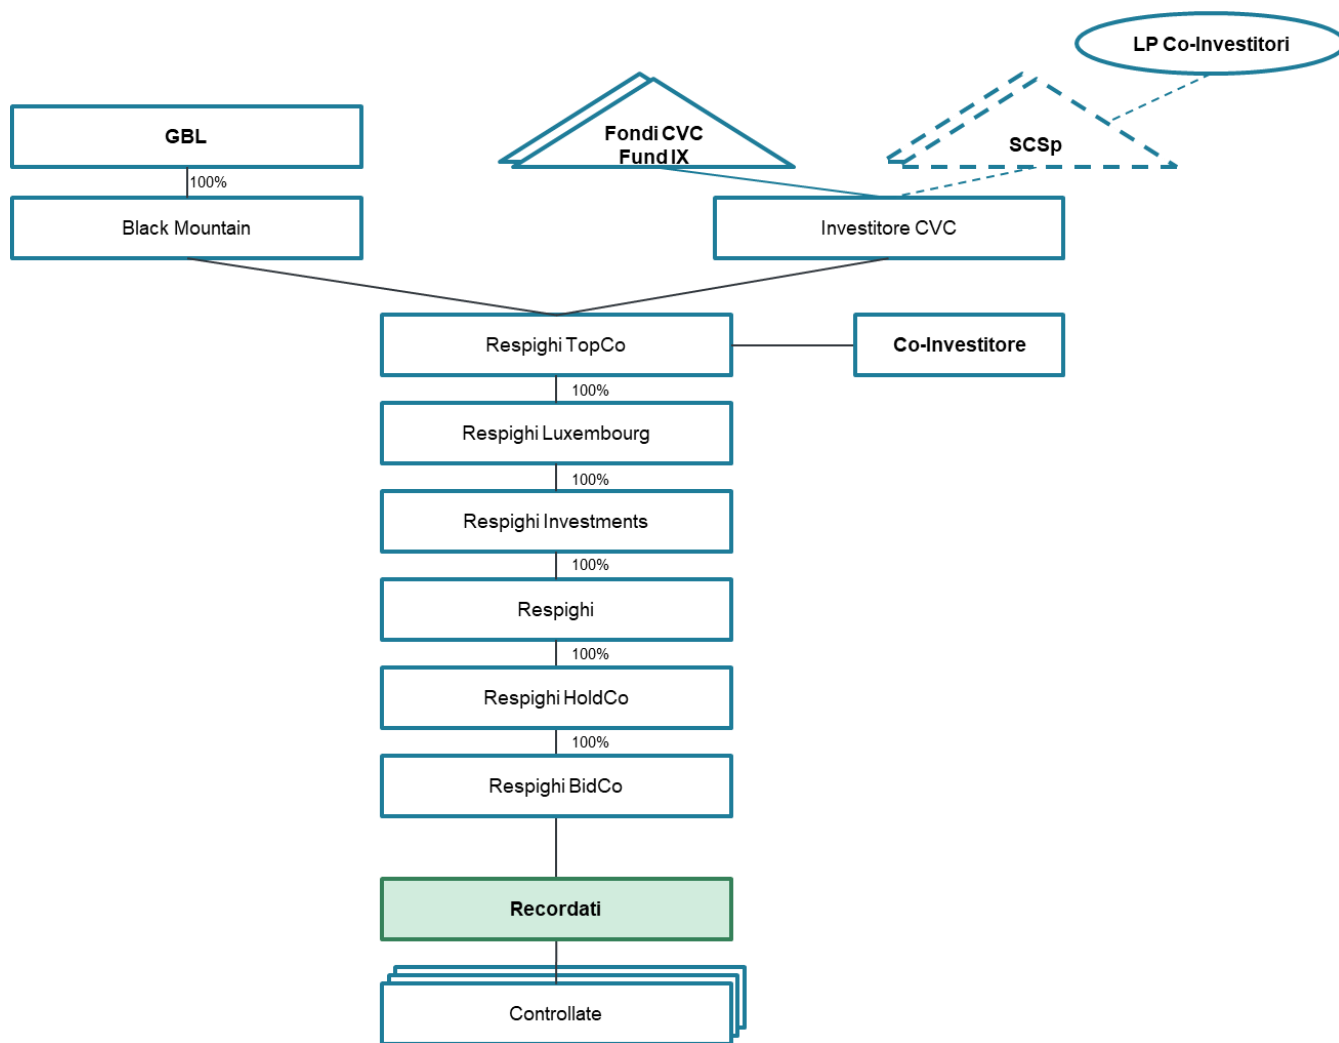 LP Co-Investitori
GBL
Fondi CVC
Fund IX
SCSp
100%
Black Mountain
Investitore CVC
Respighi TopCo
Co-Investitore
100%
Respighi Luxembourg
100%
Respighi Investments
100%
Respighi
100%
Respighi HoldCo
100%
Respighi BidCo
Recordati
Controllate